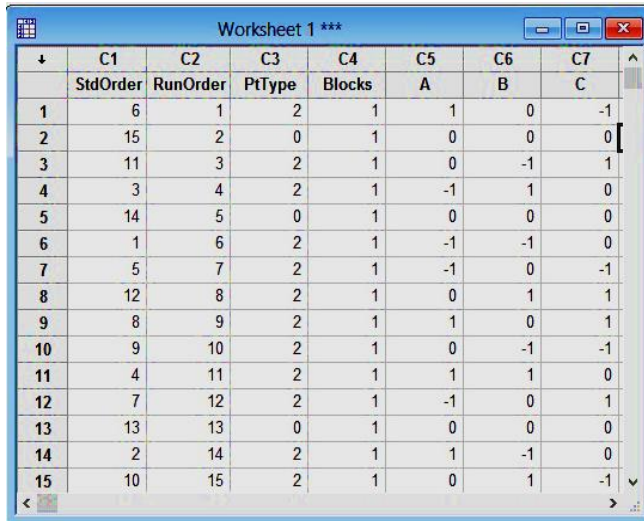 Worksheet 1 ***
↓ C1 C2 C3 C4 C5 C6 C7
StdOrder RunOrder PtType Blocks A B C
1 6 1 2 1 1 0 -1
2 15 2 0 1 0 0 0
3 11 3 2 1 0 -1 1
4 3 4 2 1 -1 1 0
5 14 5 0 1 0 0 0
6 1 6 2 1 -1 -1 0
7 5 7 2 1 -1 0 -1
8 12 8 2 1 0 1 1
9 8 9 2 1 1 0 1
10 9 10 2 1 0 -1 -1
11 4 11 2 1 1 1 0
12 7 12 2 1 -1 0 1
13 13 13 0 1 0 0 0
14 2 14 2 1 1 -1 0
15 10 15 2 1 0 1 -1